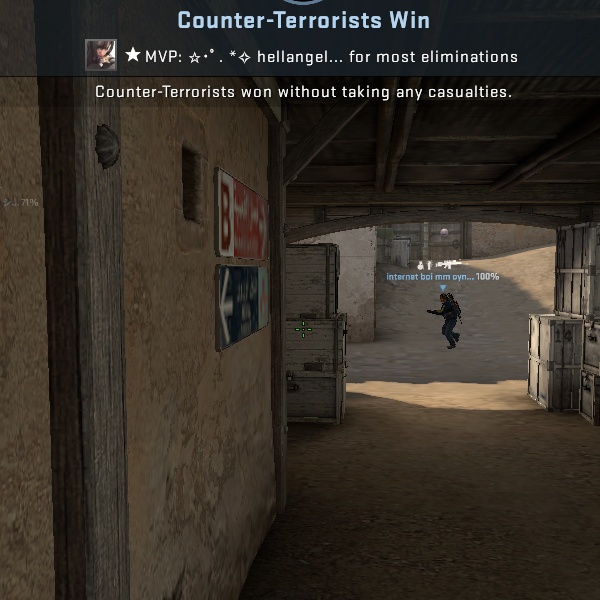 Counter-Terrorists Win
★ MVP: ☆･ﾟ. *✧ hellangel... for most eliminations
Counter-Terrorists won without taking any casualties.
71%
internet boi mm oyn... 100%
B